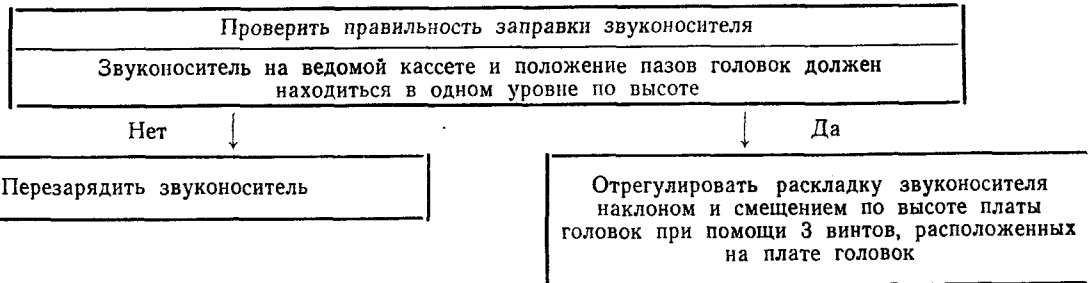 Проверить правильность заправки звуконосителя
Звуконоситель на ведомой кассете и положение пазов головок должен
находиться в одном уровне по высоте
Нет
Да
Перезарядить звуконоситель
Отрегулировать раскладку звуконосителя
наклоном и смещением по высоте платы
головок при помощи 3 винтов, расположенных
на плате головок